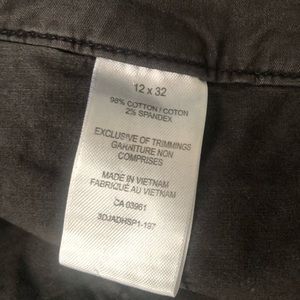 12 x 32
98% COTTON / COTON
2% SPANDEX
EXCLUSIVE OF TRIMMINGS
GARNITURE NON
COMPRISES
MADE IN VIETNAM
FABRIQUÉ AU VIETNAM
CA 03961
3DJADHSP1-197